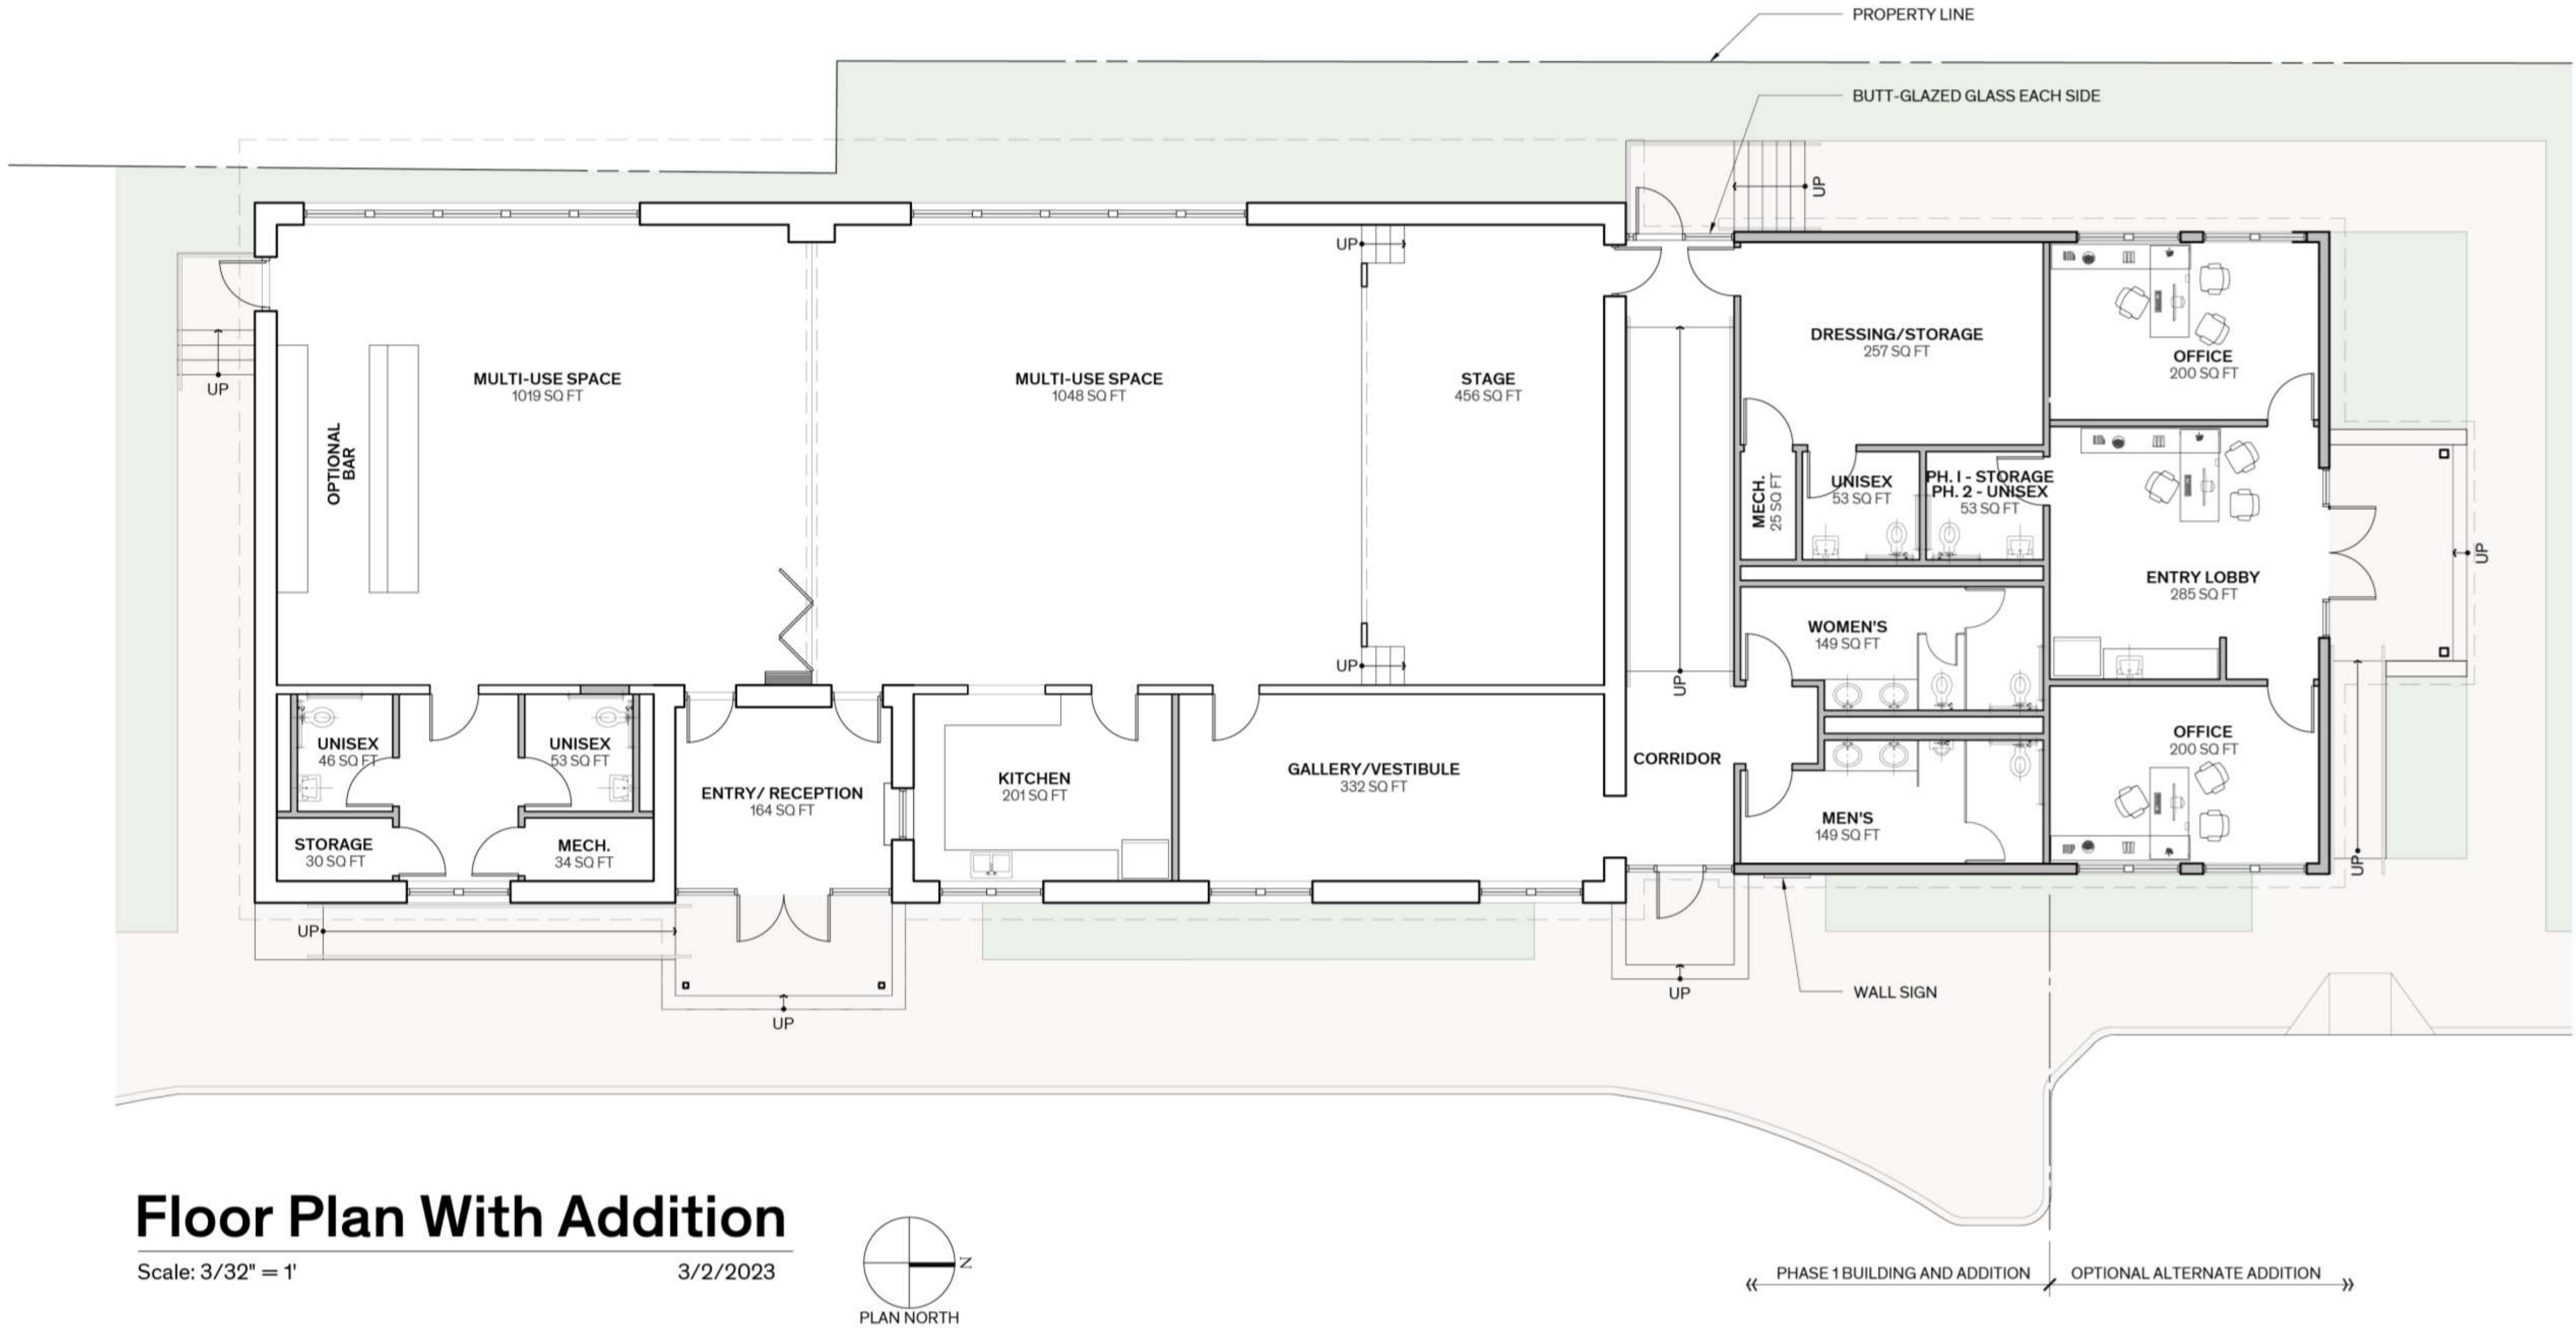 PROPERTY LINE
BUTT-GLAZED GLASS EACH SIDE
UP
UP
UP
MULTI-USE SPACE
1019 SQ FT
MULTI-USE SPACE
1048 SQ FT
STAGE
456 SQ FT
DRESSING/STORAGE
257 SQ FT
OFFICE
200 SQ FT
OPTIONAL
BAR
MECH.
25 SQ FT
UNISEX
53 SQ FT
PH. I - STORAGE
PH. 2 - UNISEX
53 SQ FT
ENTRY LOBBY
285 SQ FT
UP
WOMEN'S
149 SQ FT
UP
UP
UNISEX
46 SQ FT
UNISEX
53 SQ FT
ENTRY/ RECEPTION
164 SQ FT
KITCHEN
201 SQ FT
GALLERY/VESTIBULE
332 SQ FT
CORRIDOR
OFFICE
200 SQ FT
MEN'S
149 SQ FT
STORAGE
30 SQ FT
MECH.
34 SQ FT
UP
UP
UP
UP
WALL SIGN
Floor Plan With Addition
Scale: 3/32" = 1'
3/2/2023
N
PLAN NORTH
PHASE 1 BUILDING AND ADDITION
OPTIONAL ALTERNATE ADDITION